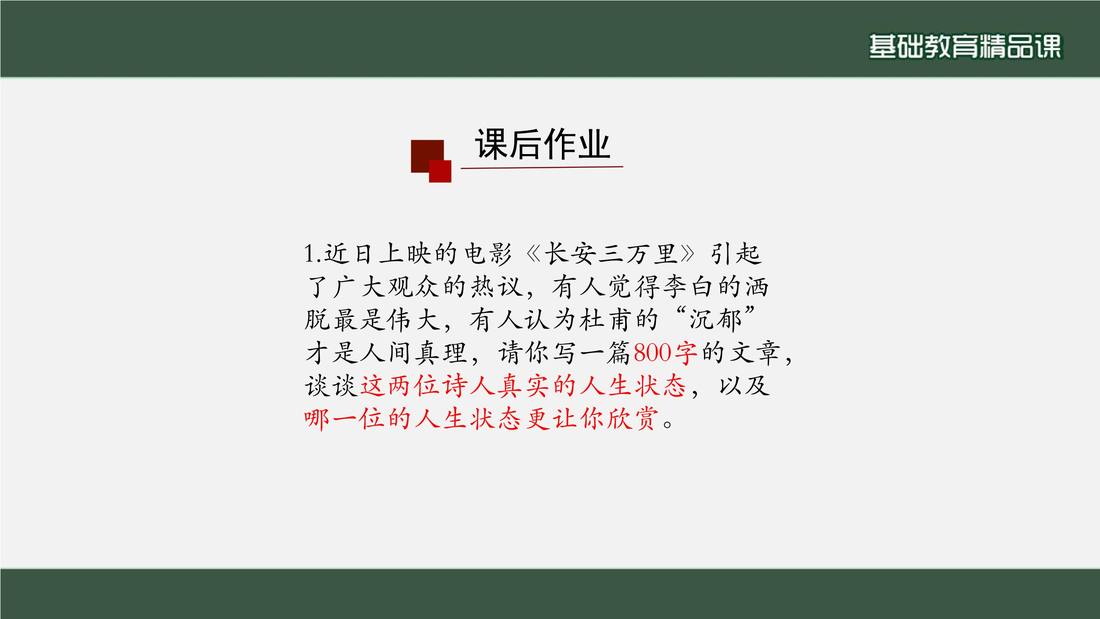 基础教育精品课
课后作业
1.近日上映的电影《长安三万里》引起
了广大观众的热议，有人觉得李白的洒
脱最是伟大，有人认为杜甫的“沉郁”
才是人间真理，请你写一篇800字的文章，
谈谈这两位诗人真实的人生状态，以及
哪一位的人生状态更让你欣赏。